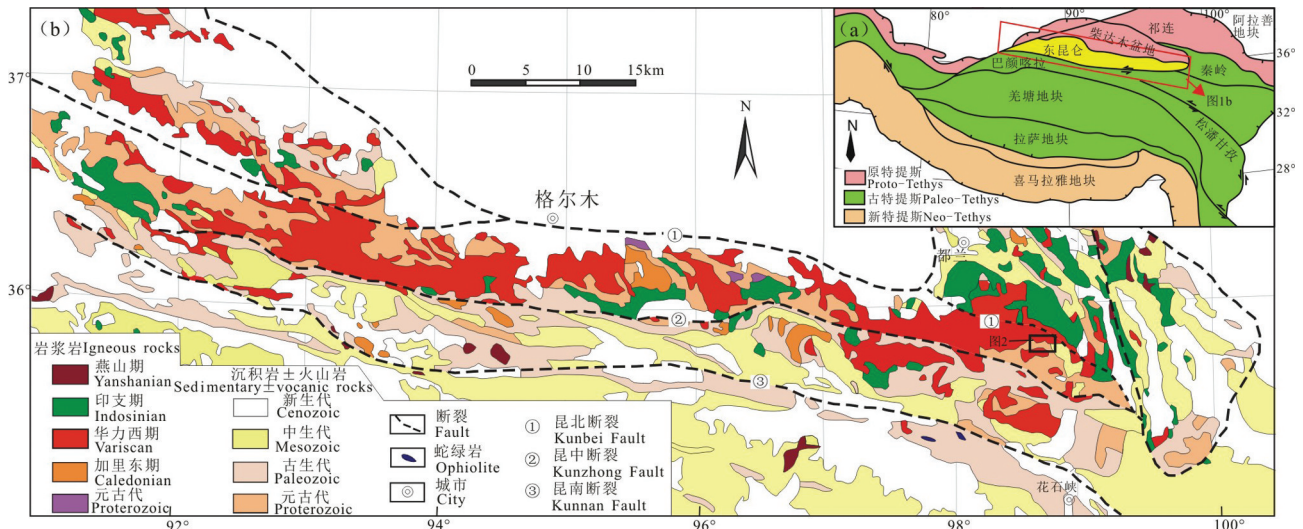 (b)
37°
36°
0 5 10 15km
N
格尔木
①
②
③
都兰
①
图2
花石峡
92°
94°
96°
98°
100°
(a)
80°
90°
100°
36°
32°
28°
祁连
阿拉善
地块
柴达木盆地
东昆仑
巴颜喀拉
秦岭
图1b
羌塘地块
松潘甘孜
拉萨地块
喜马拉雅地块
N
原特提斯
Proto-Tethys
古特提斯Paleo-Tethys
新特提斯Neo-Tethys
岩浆岩Igneous rocks
燕山期
Yanshanian
印支期
Indosinian
华力西期
Variscan
加里东期
Caledonian
元古代
Proterozoic
沉积岩±火山岩
Sedimentary±vocanic rocks
新生代
Cenozoic
中生代
Mesozoic
古生代
Paleozoic
元古代
Proterozoic
断裂
Fault
蛇绿岩
Ophiolite
城市
City
① 昆北断裂
Kunbei Fault
② 昆中断裂
Kunzhong Fault
③ 昆南断裂
Kunnan Fault